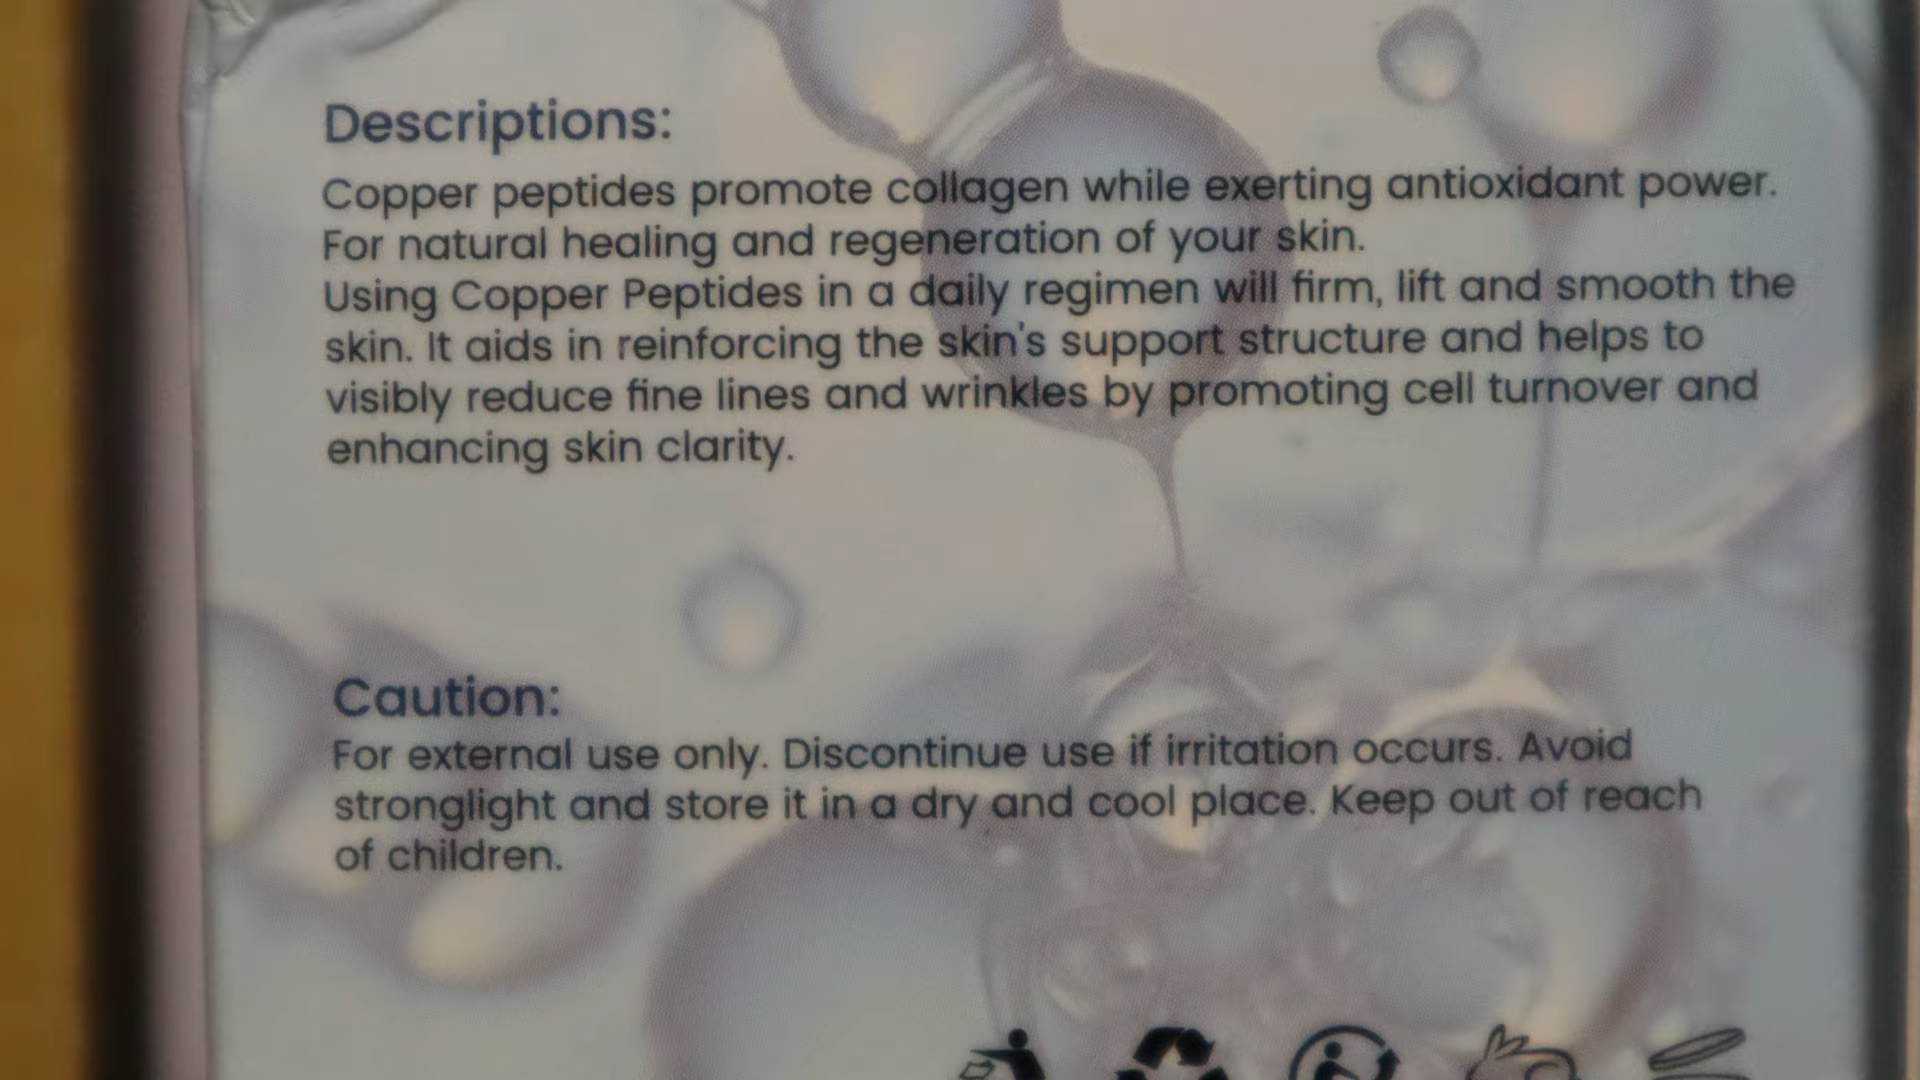 Descriptions:
Copper peptides promote collagen while exerting antioxidant power.
For natural healing and regeneration of your skin.
Using Copper Peptides in a daily regimen will firm, lift and smooth the
skin. It aids in reinforcing the skin's support structure and helps to
visibly reduce fine lines and wrinkles by promoting cell turnover and
enhancing skin clarity.
Caution:
For external use only. Discontinue use if irritation occurs. Avoid
stronglight and store it in a dry and cool place. Keep out of reach
of children.